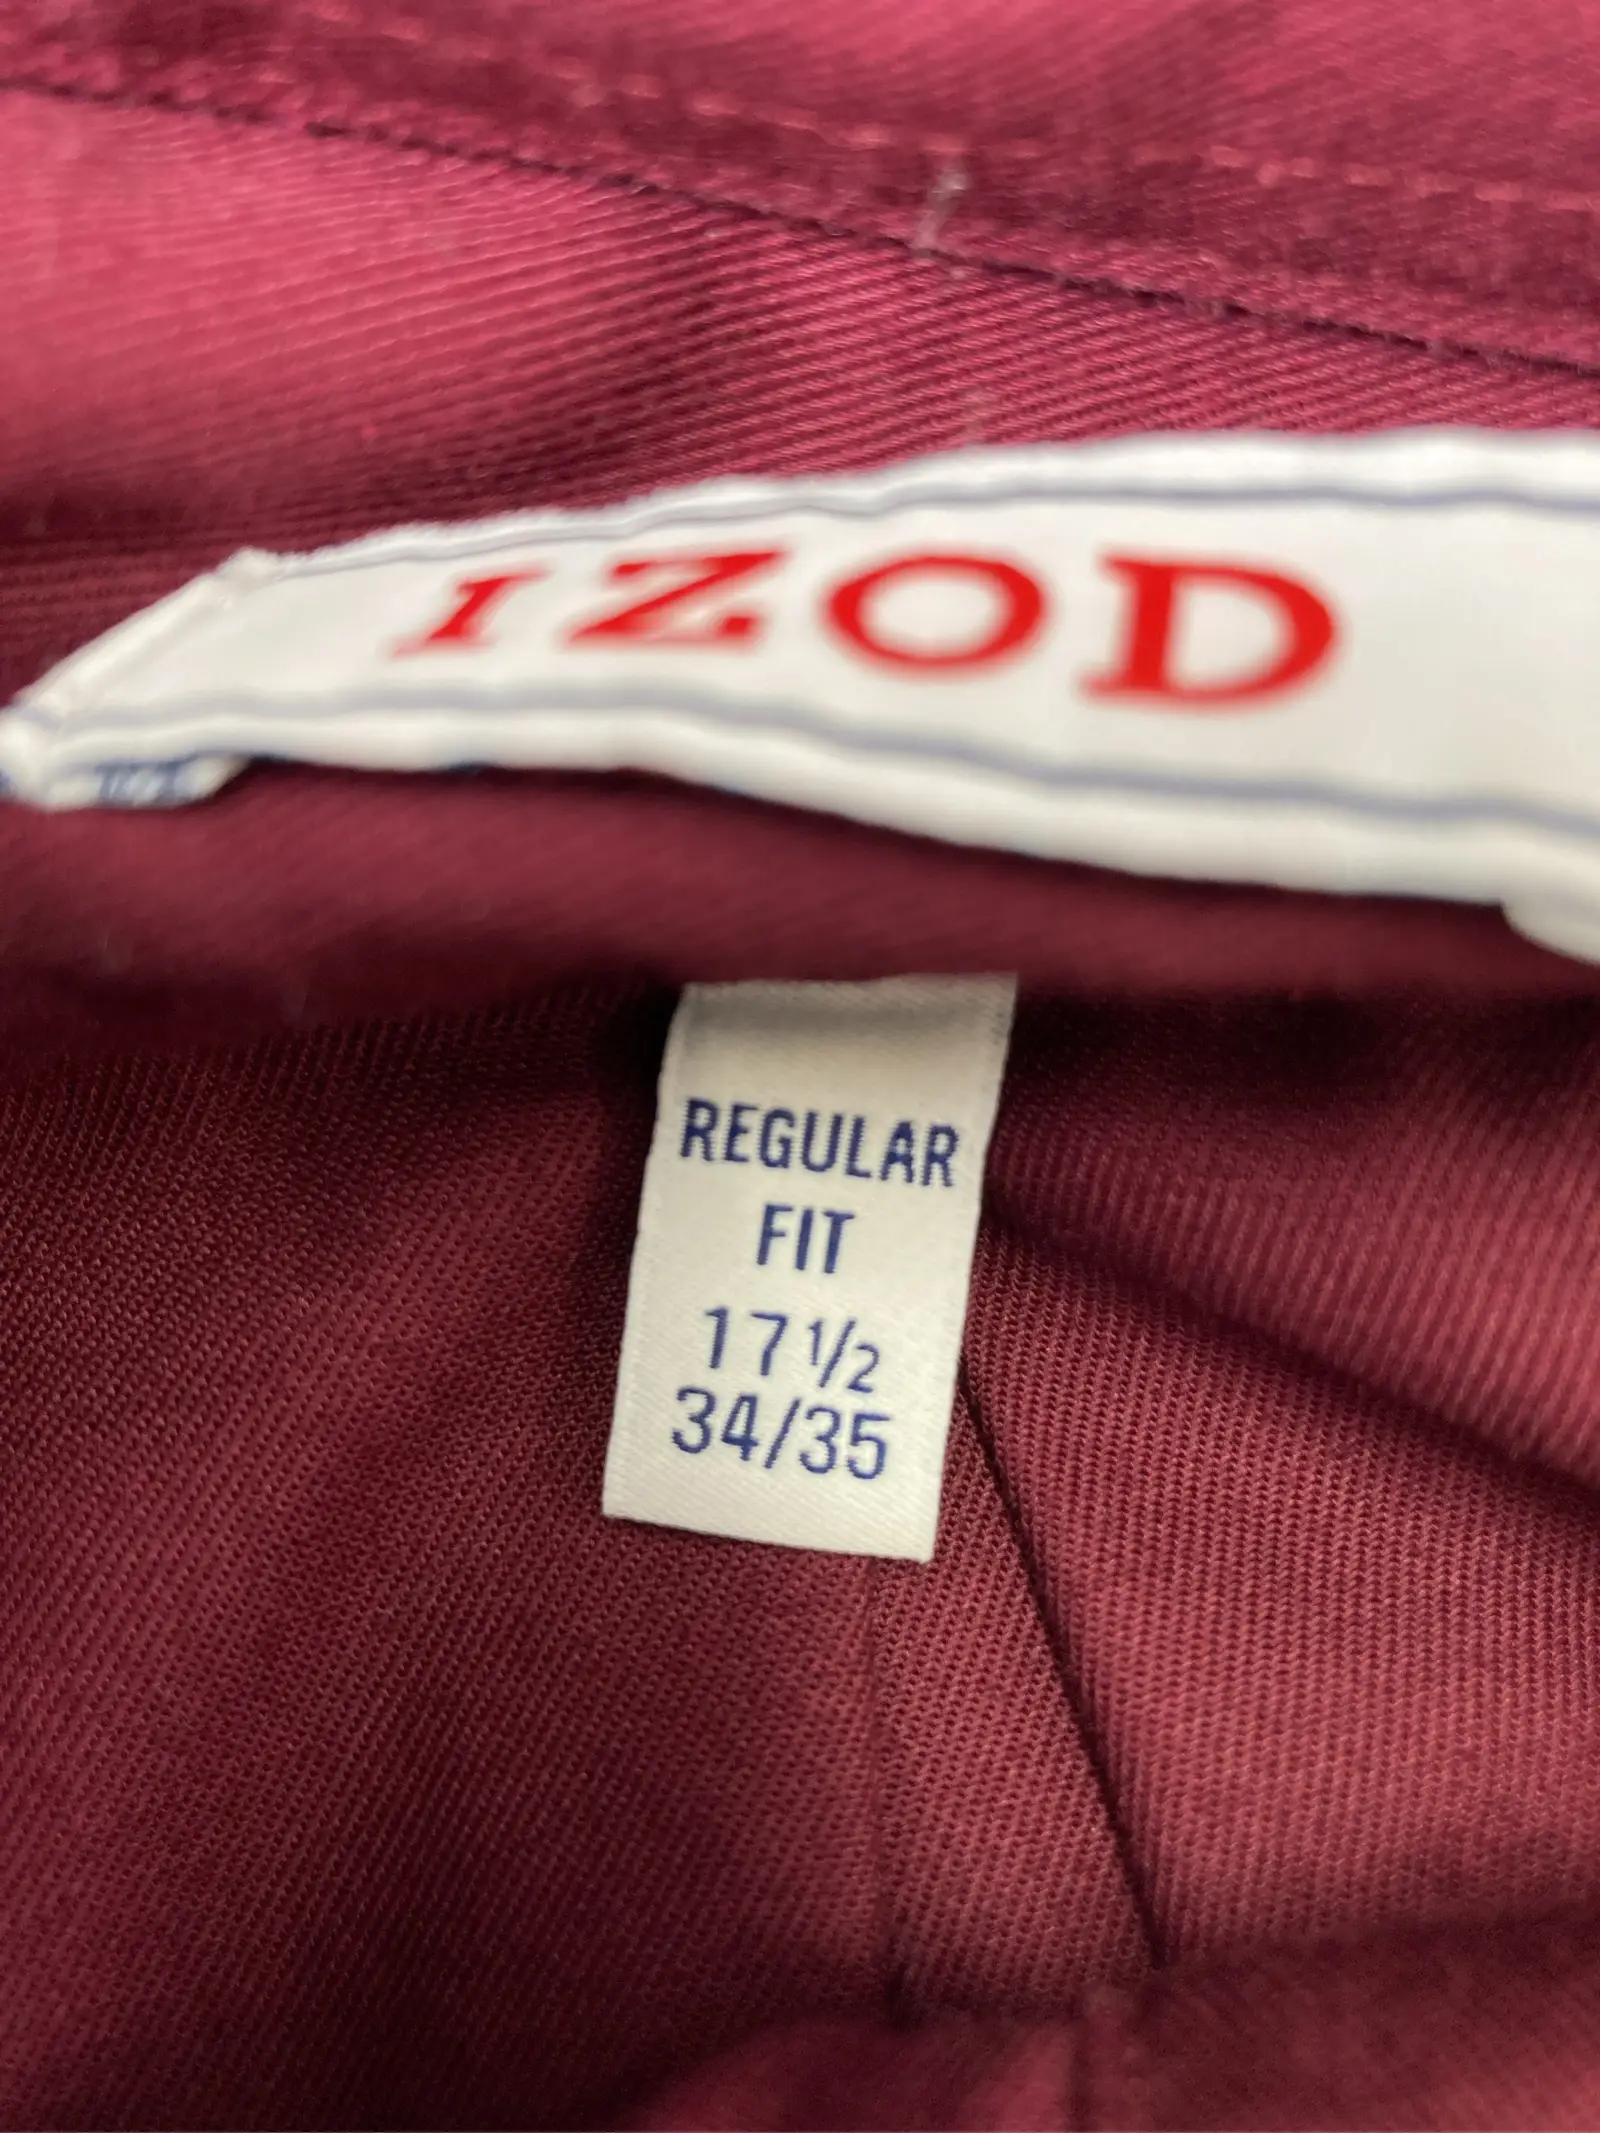 IZOD
REGULAR
FIT
17 1/2
34/35